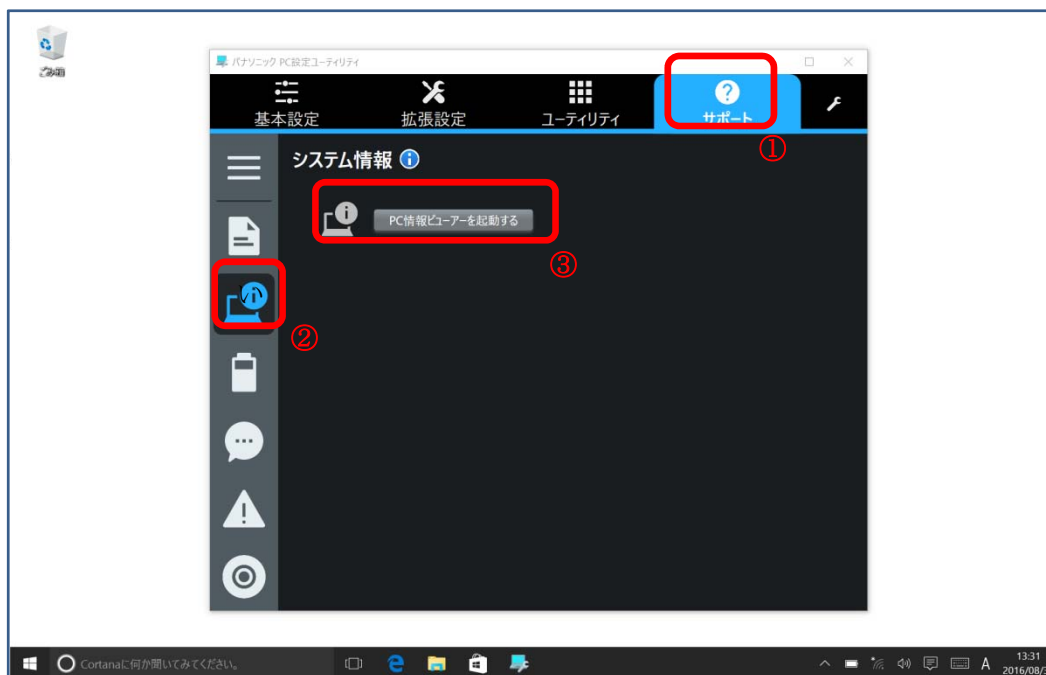 ごみ箱
パナソニック PC設定ユーティリティ
基本設定
拡張設定
ユーティリティ
サポート
①
システム情報
PC情報ビューアーを起動する
③
②
Cortanaに何か聞いてみてください。
A
13:31
2016/08/3